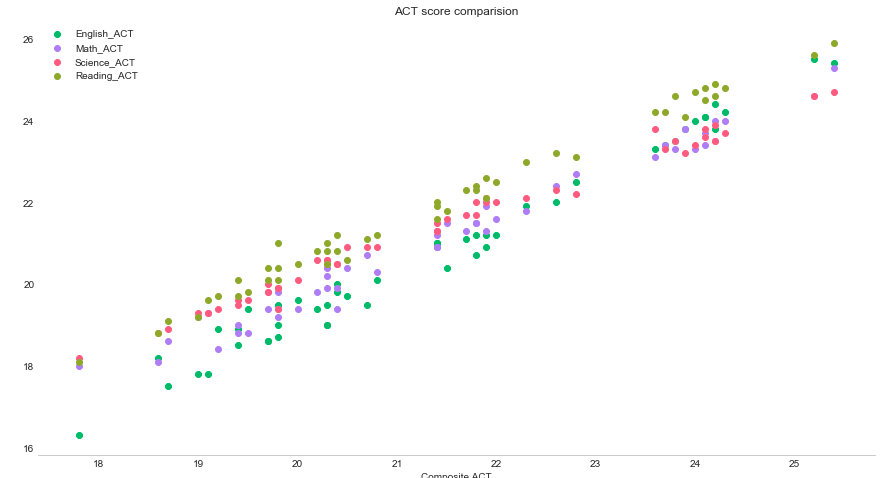 ACT score comparision
English_ACT
Math_ACT
Science_ACT
Reading_ACT
26
24
22
20
18
16
18 19 20 21 22 23 24 25
Composite ACT